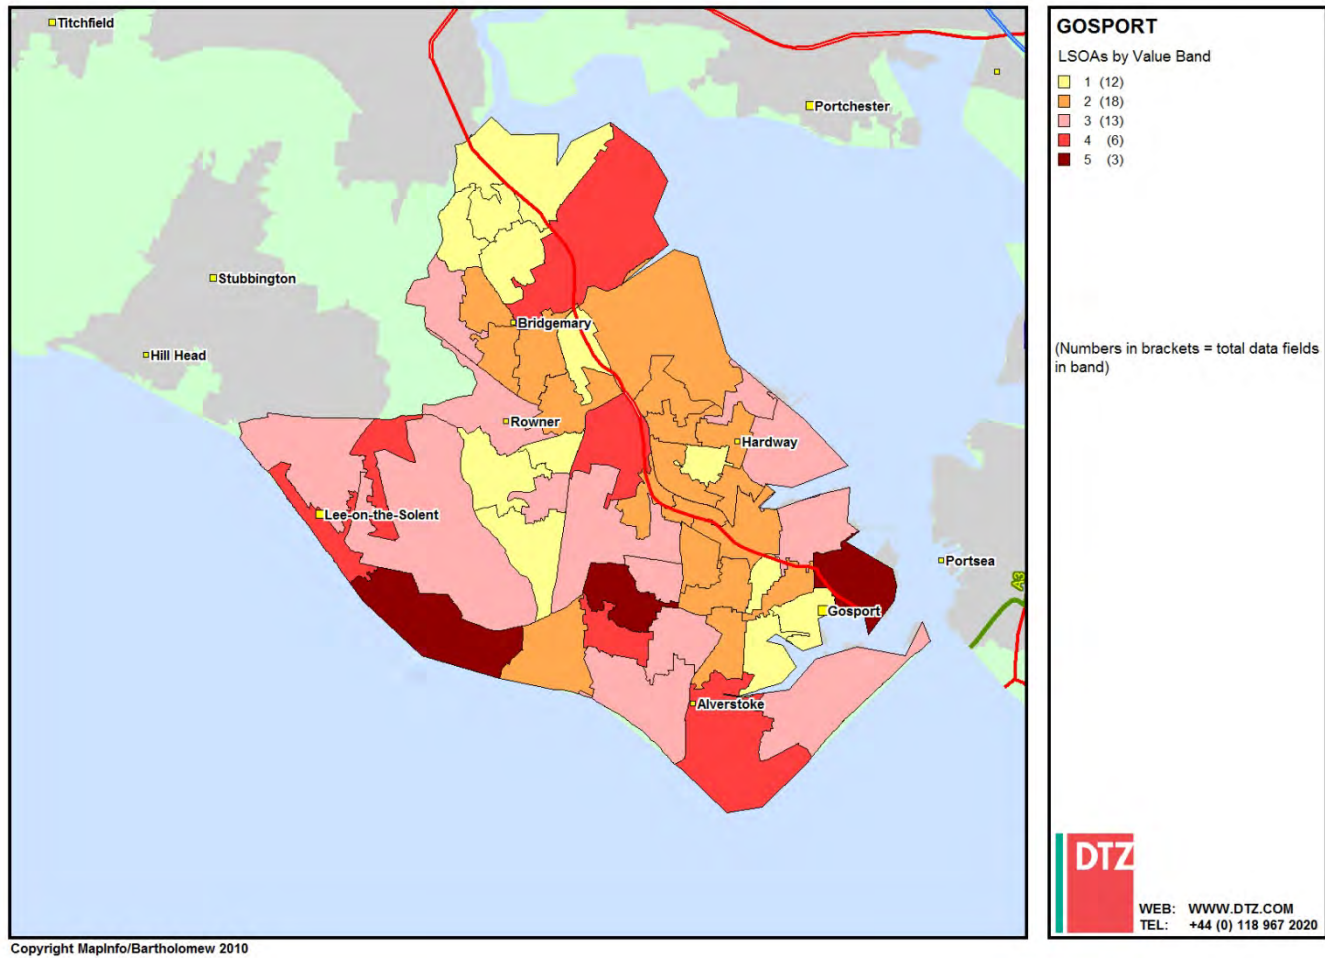 Titchfield
Portchester
Stubbington
Bridgemary
Hill Head
Rowner
Hardway
Lee-on-the-Solent
Portsea
A3
Gosport
Alverstoke
Copyright MapInfo/Bartholomew 2010
GOSPORT
LSOAs by Value Band
1 (12)
2 (18)
3 (13)
4 (6)
5 (3)
(Numbers in brackets = total data fields
in band)
DTZ
WEB: WWW.DTZ.COM
TEL: +44 (0) 118 967 2020